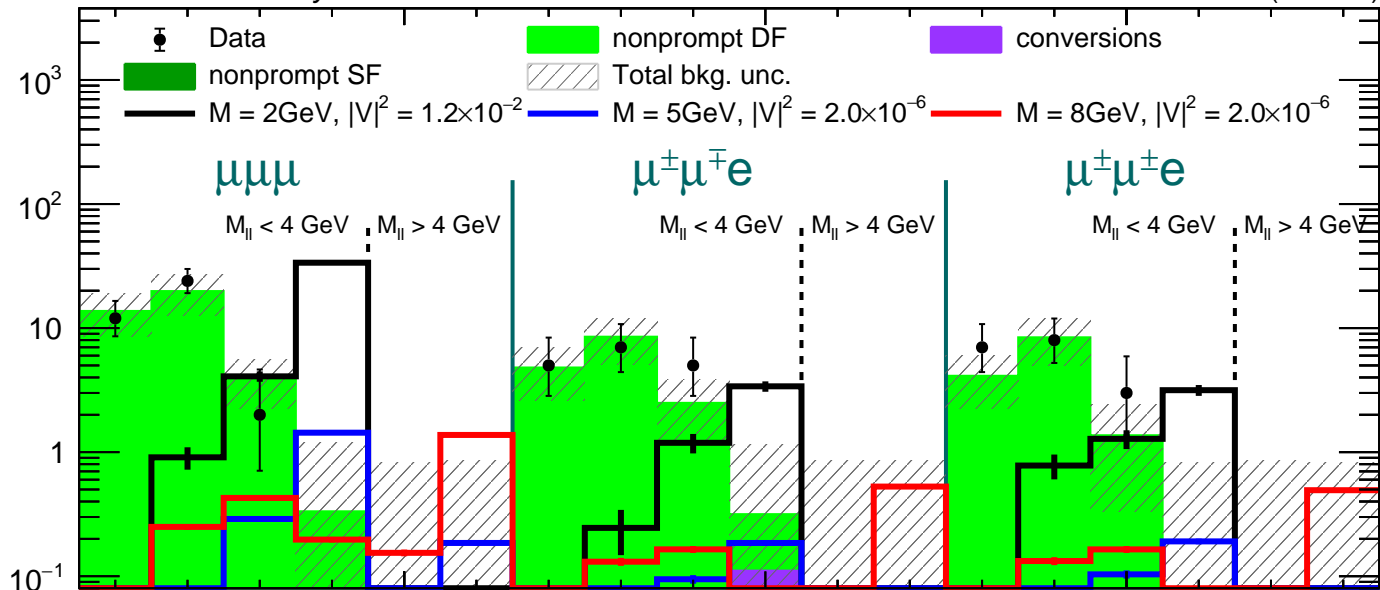 Data
nonprompt DF
conversions
nonprompt SF
Total bkg. unc.
M = 2GeV, |V|² = 1.2×10⁻²
M = 5GeV, |V|² = 2.0×10⁻⁶
M = 8GeV, |V|² = 2.0×10⁻⁶
10³
μμμ
μ±μ∓e
μ±μ±e
10²
M_ll < 4 GeV
M_ll > 4 GeV
M_ll < 4 GeV
M_ll > 4 GeV
M_ll < 4 GeV
M_ll > 4 GeV
10
1
10⁻¹